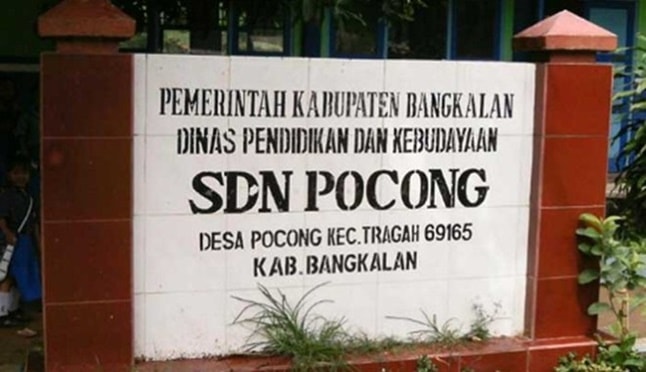 PEMERINTAH KABUPATEN BANGKALAN
DINAS PENDIDIKAN DAN KEBUDAYAAN
SDN POCONG
DESA POCONG KEC.TRAGAH 69165
KAB.BANGKALAN